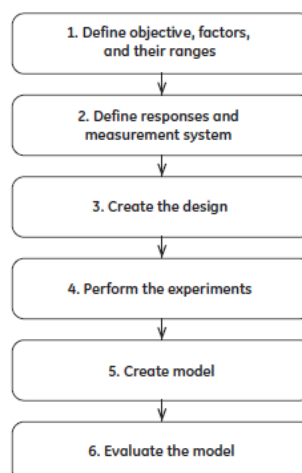 1. Define objective, factors,
and their ranges
2. Define responses and
measurement system
3. Create the design
4. Perform the experiments
5. Create model
6. Evaluate the model